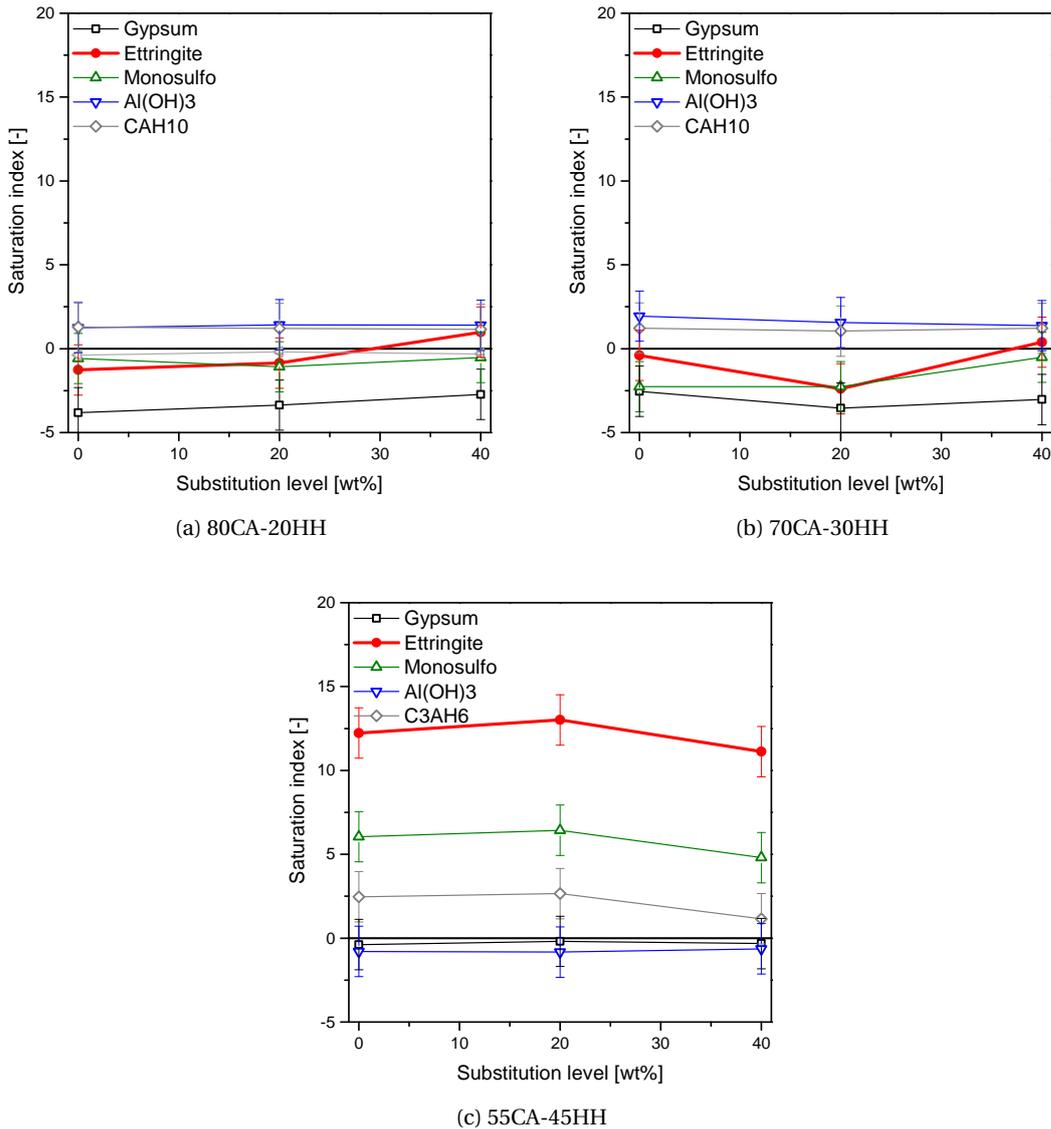 20
15
10
5
0
-5
Saturation index [-]
Gypsum
Ettringite
Monosulfo
Al(OH)3
CAH10
0 10 20 30 40
Substitution level [wt%]
(a) 80CA-20HH
20
15
10
5
0
-5
Saturation index [-]
Gypsum
Ettringite
Monosulfo
Al(OH)3
CAH10
0 10 20 30 40
Substitution level [wt%]
(b) 70CA-30HH
20
15
10
5
0
-5
Saturation index [-]
Gypsum
Ettringite
Monosulfo
Al(OH)3
C3AH6
0 10 20 30 40
Substitution level [wt%]
(c) 55CA-45HH